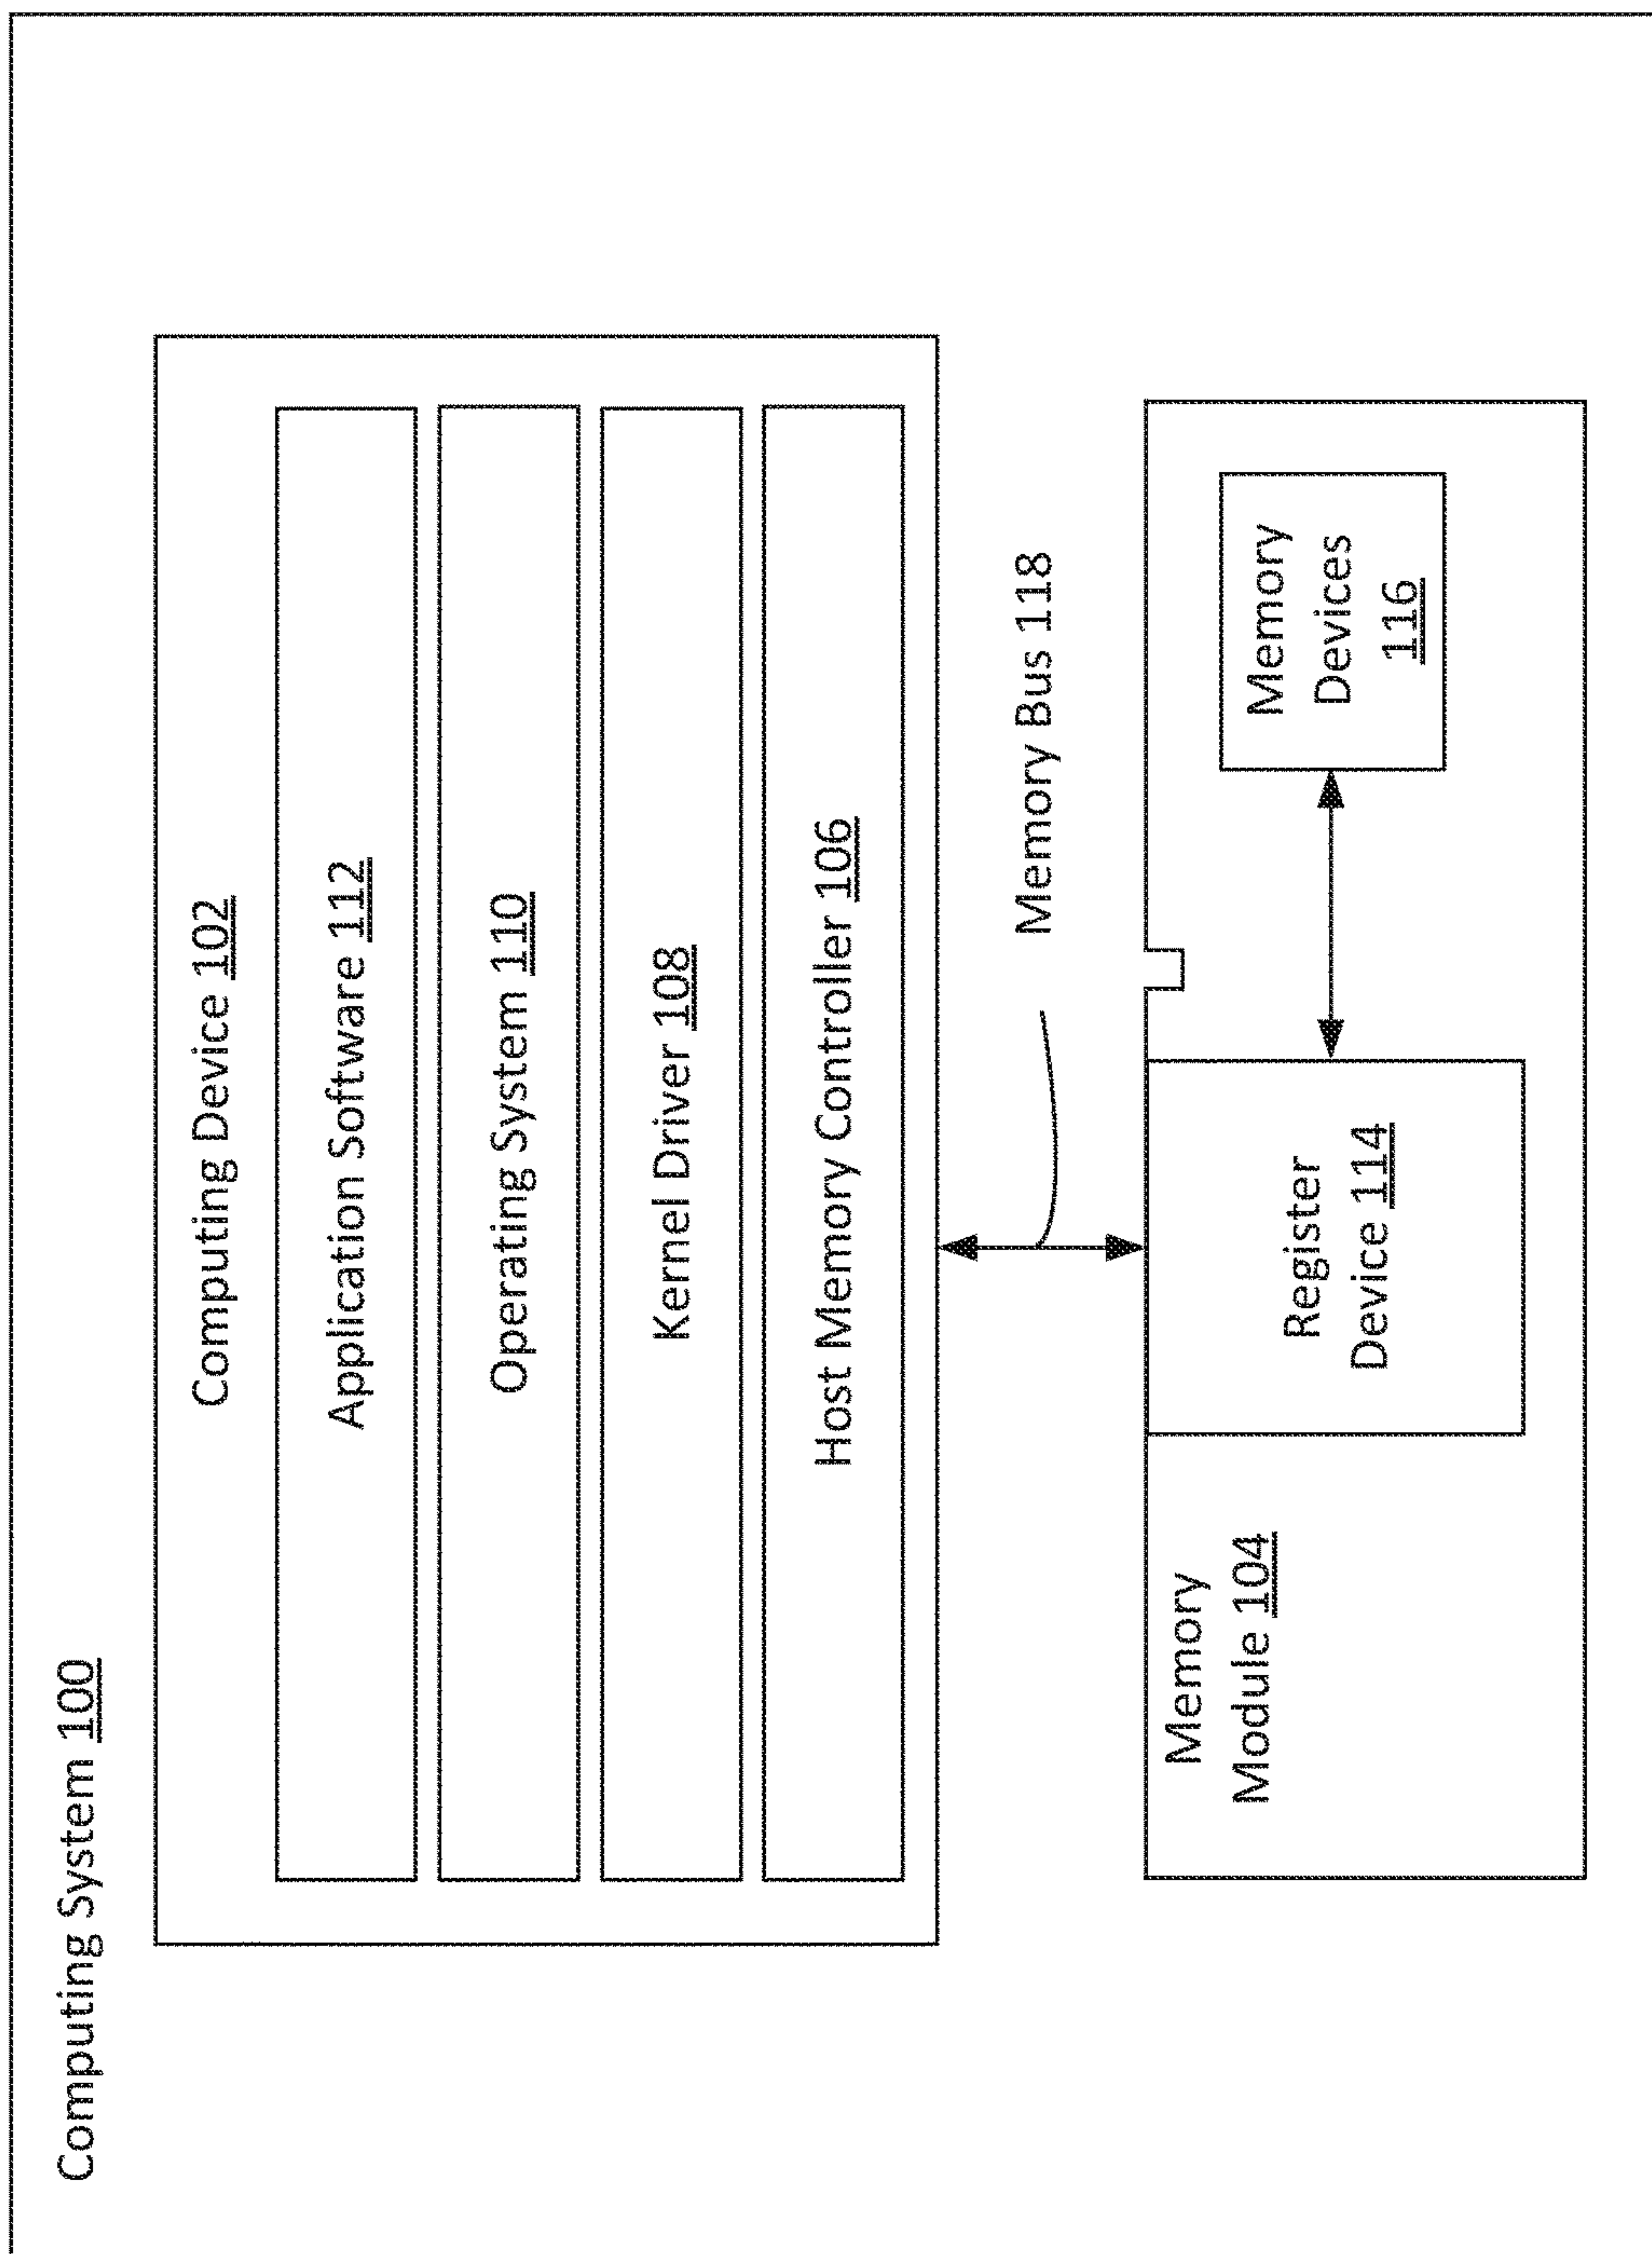 Computing System 100
Computing Device 102
Application Software 112
Operating System 110
Kernel Driver 108
Host Memory Controller 106
Memory Bus 118
Memory
Module 104
Register
Device 114
Memory
Devices
116